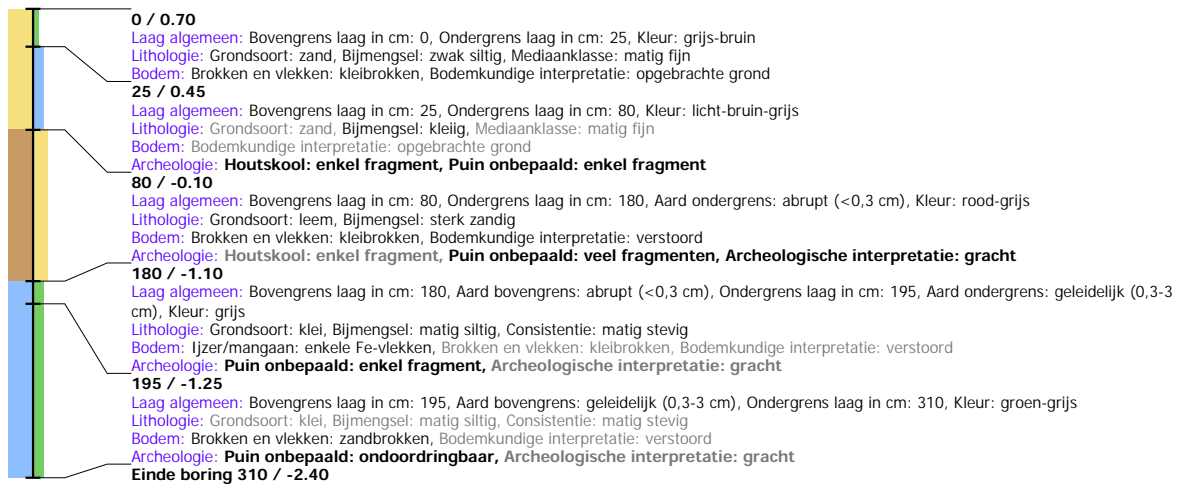 0 / 0.70
Laag algemeen: Bovengrens laag in cm: 0, Ondergrens laag in cm: 25, Kleur: grijs-bruin
Lithologie: Grondsoort: zand, Bijmengsel: zwak siltig, Mediaanklasse: matig fijn
Bodem: Brokken en vlekken: kleibrokken, Bodemkundige interpretatie: opgebrachte grond
25 / 0.45
Laag algemeen: Bovengrens laag in cm: 25, Ondergrens laag in cm: 80, Kleur: licht-bruin-grijs
Lithologie: Grondsoort: zand, Bijmengsel: kleiig, Mediaanklasse: matig fijn
Bodem: Bodemkundige interpretatie: opgebrachte grond
Archeologie: Houtskool: enkel fragment, Puin onbepaald: enkel fragment
80 / -0.10
Laag algemeen: Bovengrens laag in cm: 80, Ondergrens laag in cm: 180, Aard ondergrens: abrupt (<0,3 cm), Kleur: rood-grijs
Lithologie: Grondsoort: leem, Bijmengsel: sterk zandig
Bodem: Brokken en vlekken: kleibrokken, Bodemkundige interpretatie: verstoord
Archeologie: Houtskool: enkel fragment, Puin onbepaald: veel fragmenten, Archeologische interpretatie: gracht
180 / -1.10
Laag algemeen: Bovengrens laag in cm: 180, Aard bovengrens: abrupt (<0,3 cm), Ondergrens laag in cm: 195, Aard ondergrens: geleidelijk (0,3-3
cm), Kleur: grijs
Lithologie: Grondsoort: klei, Bijmengsel: matig siltig, Consistentie: matig stevig
Bodem: Ijzer/mangaan: enkele Fe-vlekken, Brokken en vlekken: kleibrokken, Bodemkundige interpretatie: verstoord
Archeologie: Puin onbepaald: enkel fragment, Archeologische interpretatie: gracht
195 / -1.25
Laag algemeen: Bovengrens laag in cm: 195, Aard bovengrens: geleidelijk (0,3-3 cm), Ondergrens laag in cm: 310, Kleur: groen-grijs
Lithologie: Grondsoort: klei, Bijmengsel: matig siltig, Consistentie: matig stevig
Bodem: Brokken en vlekken: zandbrokken, Bodemkundige interpretatie: verstoord
Archeologie: Puin onbepaald: ondoordringbaar, Archeologische interpretatie: gracht
Einde boring 310 / -2.40